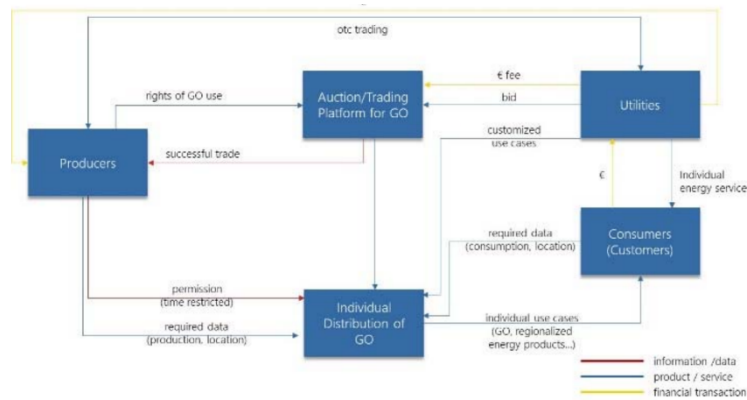 otc trading
€ fee
rights of GO use
Auction/Trading
Platform for GO
bid
Utilities
customized
use cases
Producers
successful trade
€
Individual
energy service
required data
(consumption, location)
Consumers
(Customers)
permission
(time restricted)
Individual
Distribution of
GO
required data
(production, location)
individual use cases
(GO, regionalized
energy products...)
information /data
product / service
financial transaction